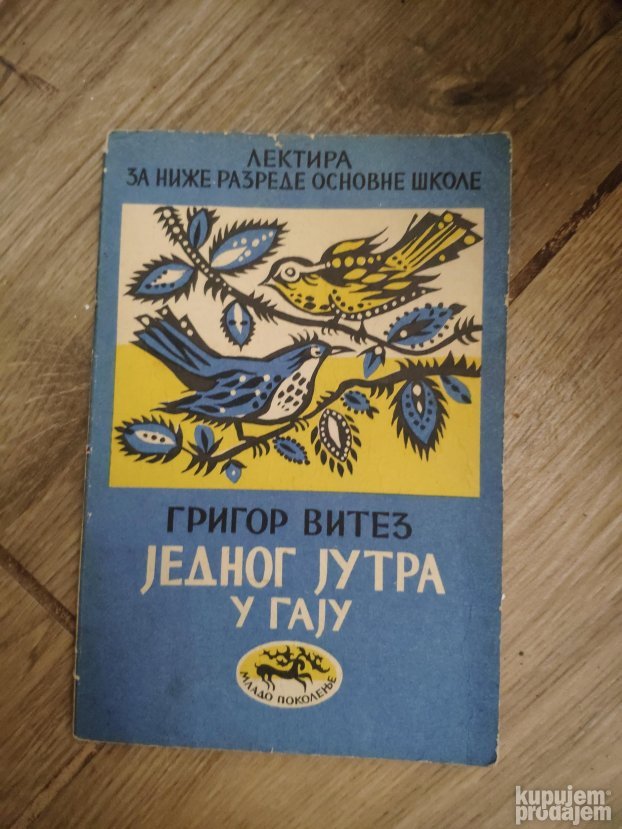 ЛЕКТИРА
ЗА НИЖЕ РАЗРЕДЕ ОСНОВНЕ ШКОЛЕ
ГРИГОР ВИТЕЗ
ЈЕДНОГ ЈУТРА
У ГАЈУ
МЛАДО ПОКОЛЕЊЕ
kupujem
prodajem